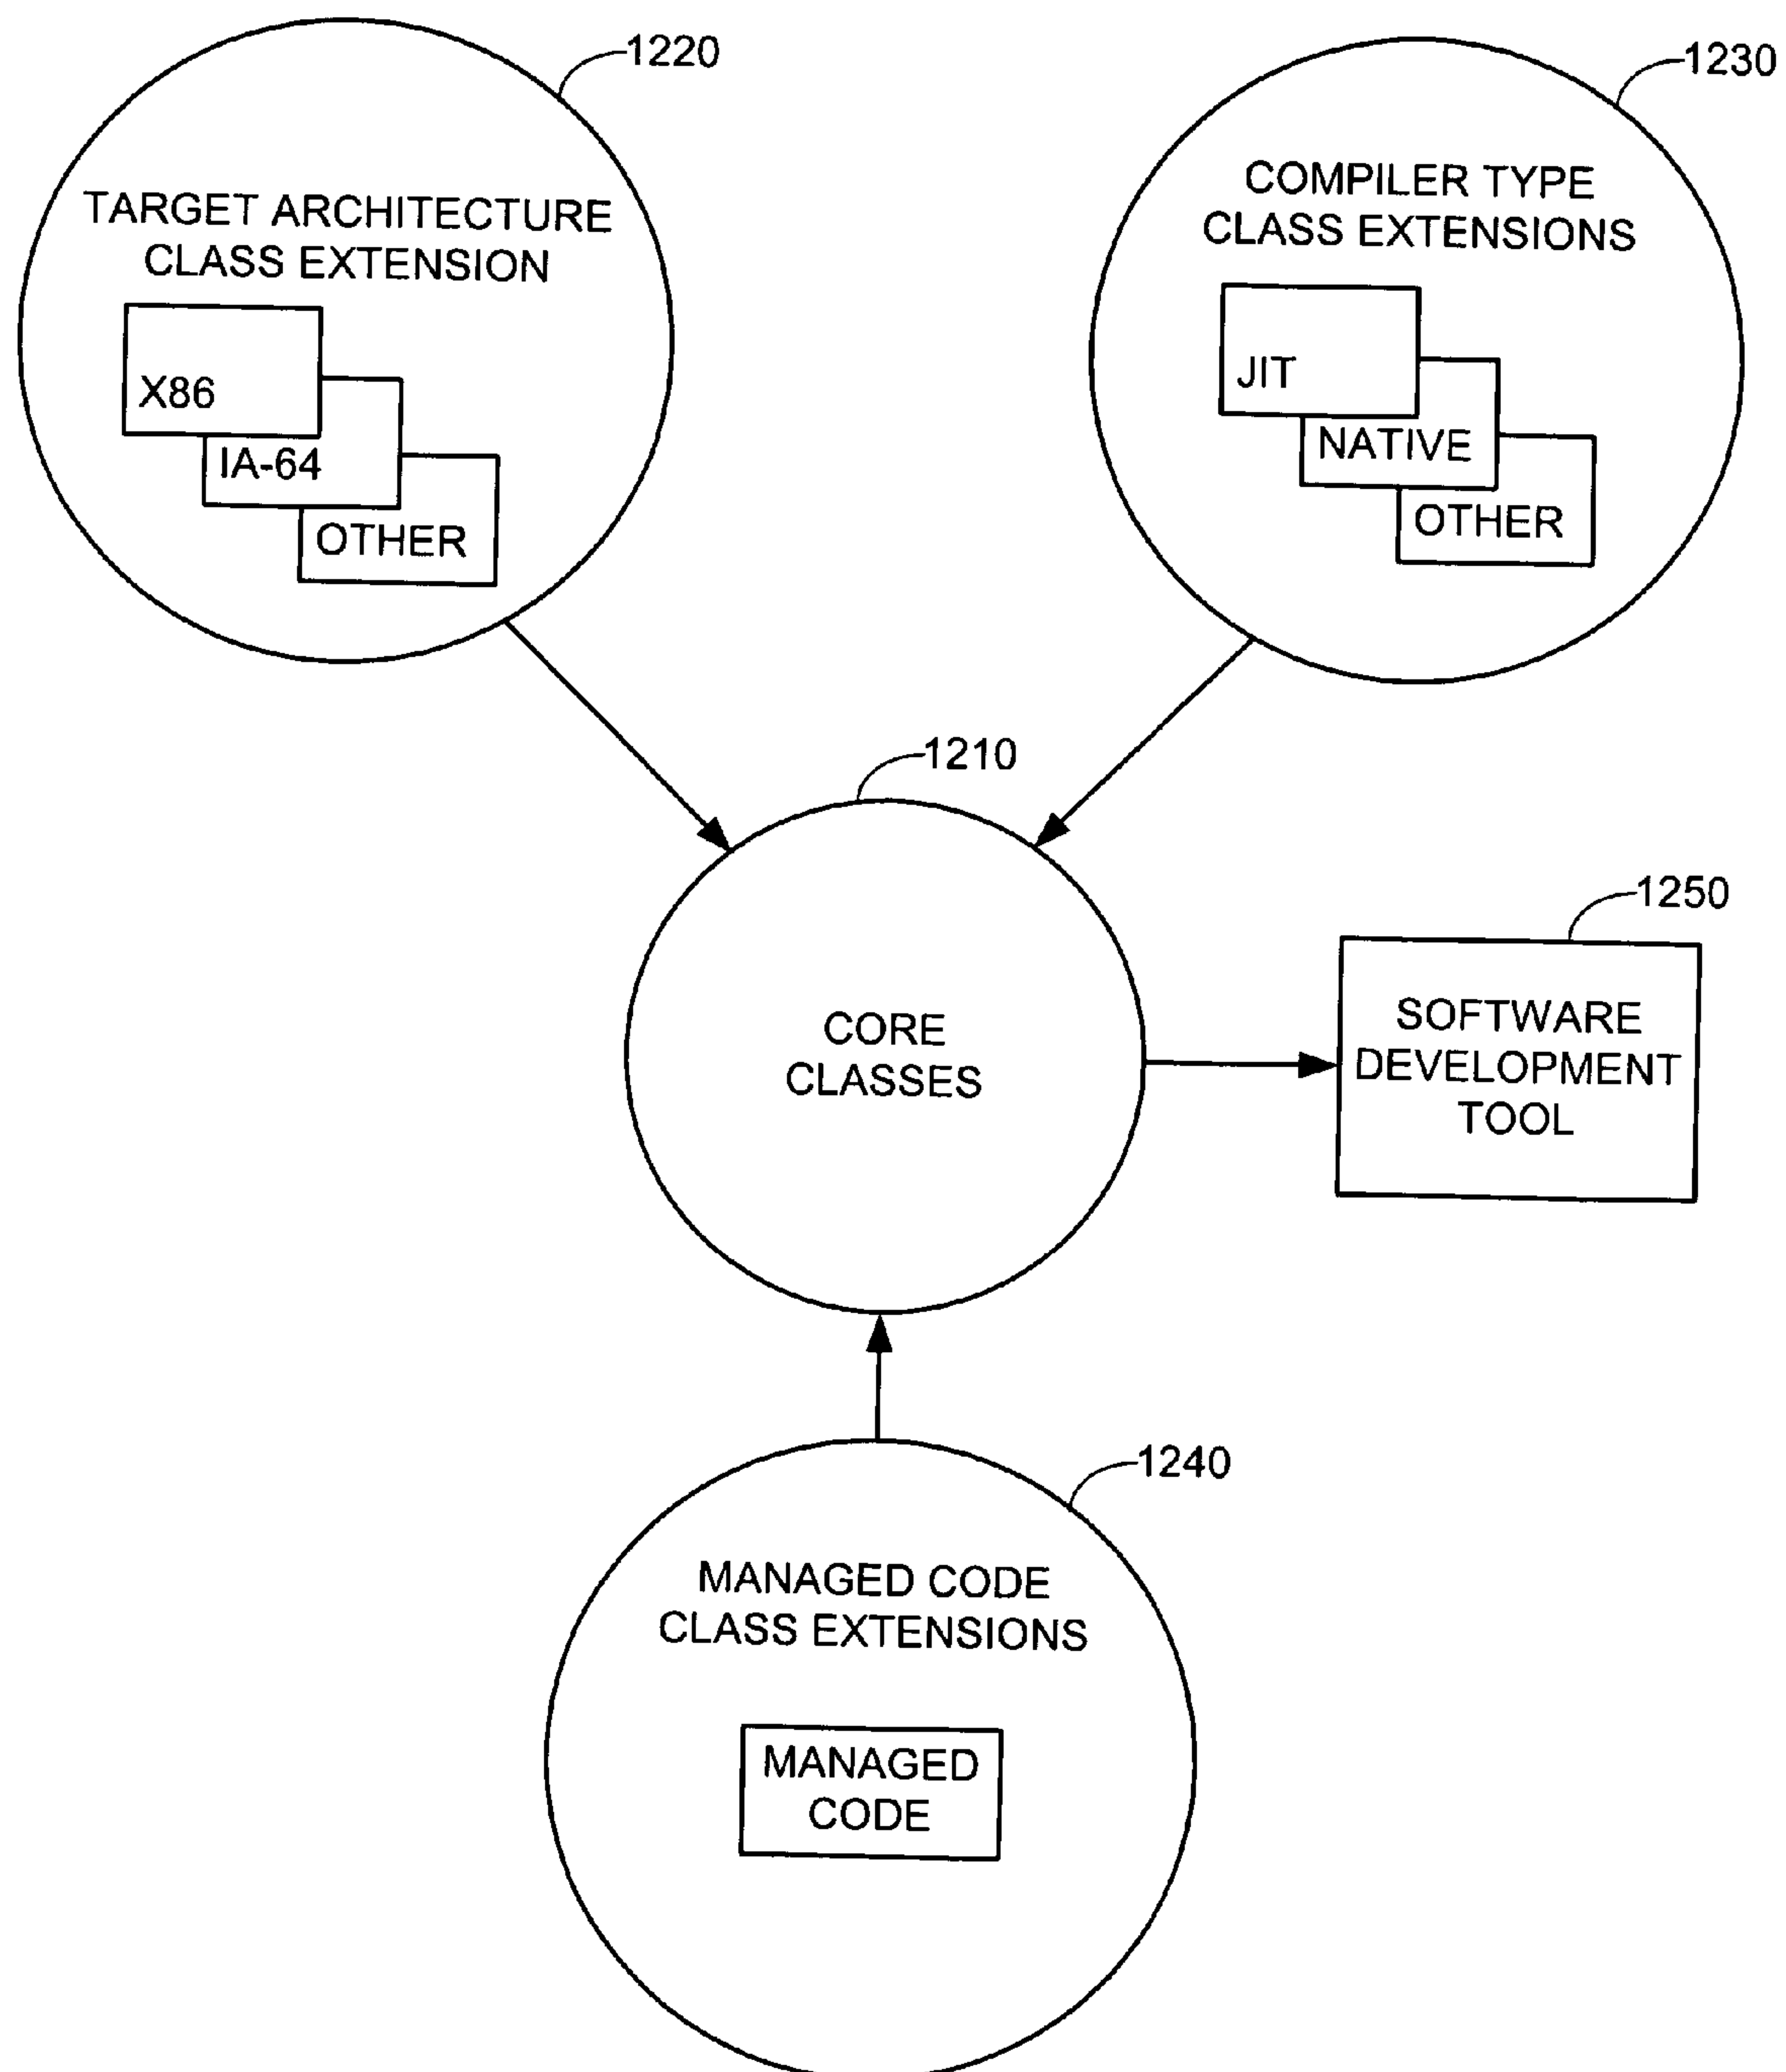 1220
TARGET ARCHITECTURE
CLASS EXTENSION
X86
IA-64
OTHER
1230
COMPILER TYPE
CLASS EXTENSIONS
JIT
NATIVE
OTHER
1210
CORE
CLASSES
1250
SOFTWARE
DEVELOPMENT
TOOL
1240
MANAGED CODE
CLASS EXTENSIONS
MANAGED
CODE